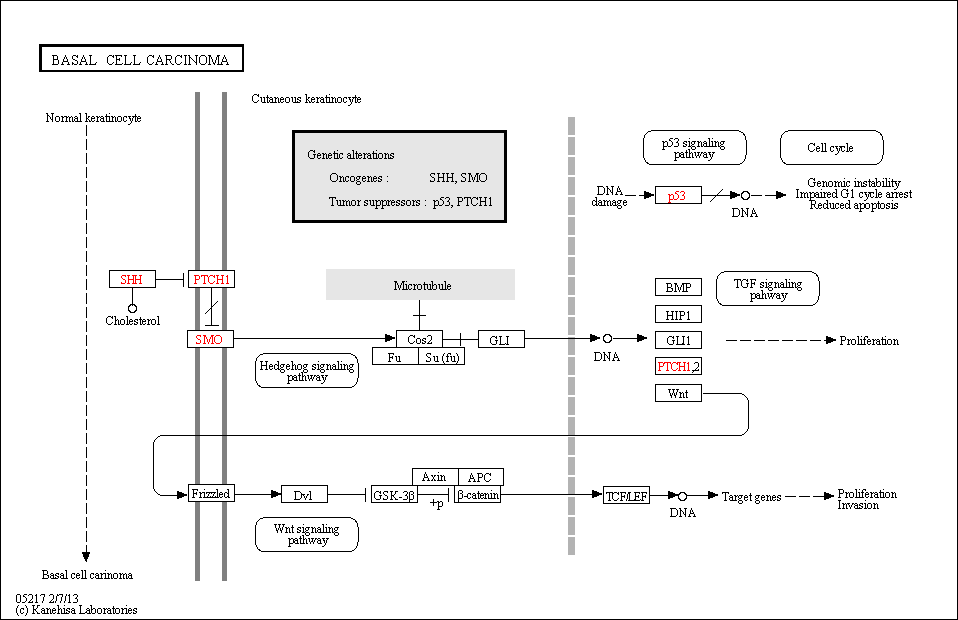 BASAL CELL CARCINOMA
Cutaneous keratinocyte
Normal keratinocyte
Genetic alterations
Oncogenes : SHH, SMO
Tumor suppressors : p53, PTCH1
p53 signaling
pathway
Cell cycle
DNA
damage
p53
DNA
Genomic instability
Impaired G1 cycle arrest
Reduced apoptosis
SHH
PTCH1
Cholesterol
SMO
Microtubule
Cos2
Fu
Su (fu)
GLI
Hedgehog signaling
pathway
DNA
BMP
HIP1
GLI1
PTCH1,2
Wnt
TGF signaling
pahway
Proliferation
Frizzled
Dvl
GSK-3β
Axin
APC
β-catenin
+p
Wnt signaling
pathway
TCF/LEF
DNA
Target genes
Proliferation
Invasion
Basal cell carinoma
05217 2/7/13
(c) Kanehisa Laboratories